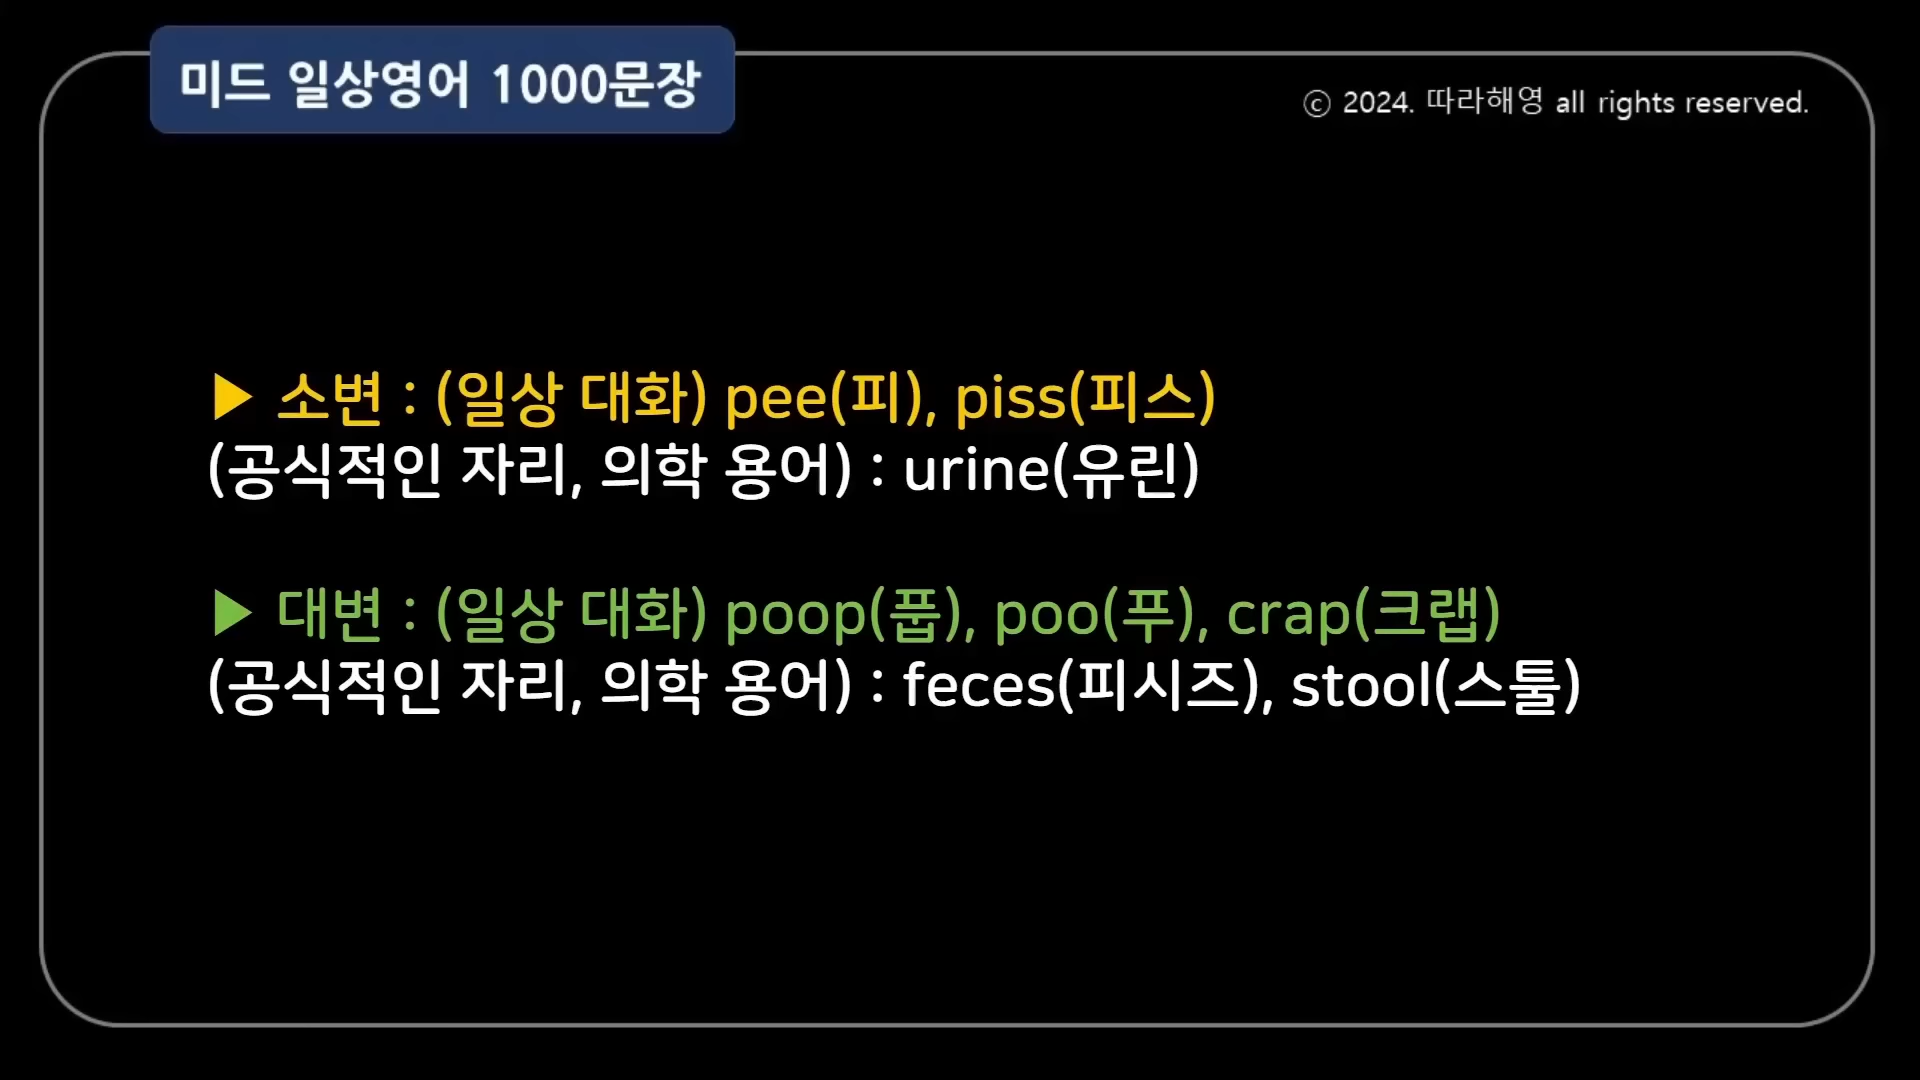 미드 일상영어 1000문장
ⓒ 2024. 따라해영 all rights reserved.
▶ 소변 : (일상 대화) pee(피), piss(피스)
(공식적인 자리, 의학 용어) : urine(유린)
▶ 대변 : (일상 대화) poop(풉), poo(푸), crap(크랩)
(공식적인 자리, 의학 용어) : feces(피시즈), stool(스툴)